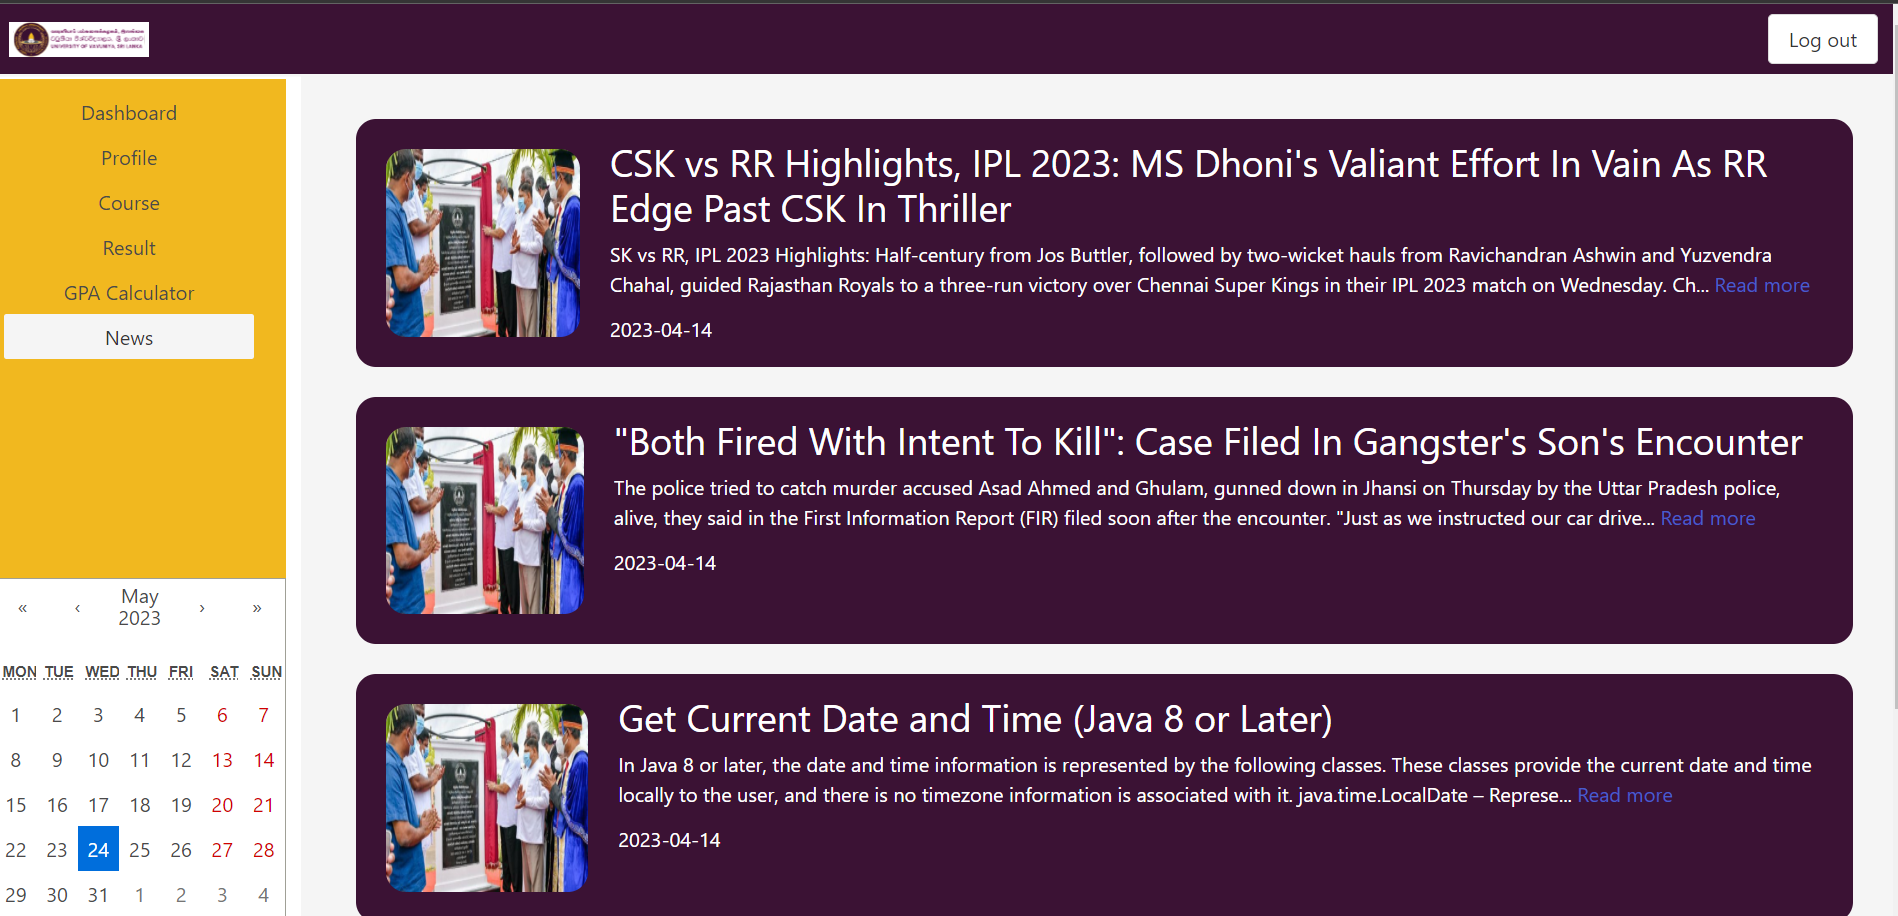 UNIVERSITY OF VAVUNIYA, SRI LANKA
Log out
Dashboard
Profile
Course
Result
GPA Calculator
News
« ‹ May 2023 › »
MON TUE WED THU FRI SAT SUN
1 2 3 4 5 6 7
8 9 10 11 12 13 14
15 16 17 18 19 20 21
22 23 24 25 26 27 28
29 30 31 1 2 3 4
CSK vs RR Highlights, IPL 2023: MS Dhoni's Valiant Effort In Vain As RR
Edge Past CSK In Thriller
SK vs RR, IPL 2023 Highlights: Half-century from Jos Buttler, followed by two-wicket hauls from Ravichandran Ashwin and Yuzvendra
Chahal, guided Rajasthan Royals to a three-run victory over Chennai Super Kings in their IPL 2023 match on Wednesday. Ch... Read more
2023-04-14
"Both Fired With Intent To Kill": Case Filed In Gangster's Son's Encounter
The police tried to catch murder accused Asad Ahmed and Ghulam, gunned down in Jhansi on Thursday by the Uttar Pradesh police,
alive, they said in the First Information Report (FIR) filed soon after the encounter. "Just as we instructed our car drive... Read more
2023-04-14
Get Current Date and Time (Java 8 or Later)
In Java 8 or later, the date and time information is represented by the following classes. These classes provide the current date and time
locally to the user, and there is no timezone information is associated with it. java.time.LocalDate – Represe... Read more
2023-04-14